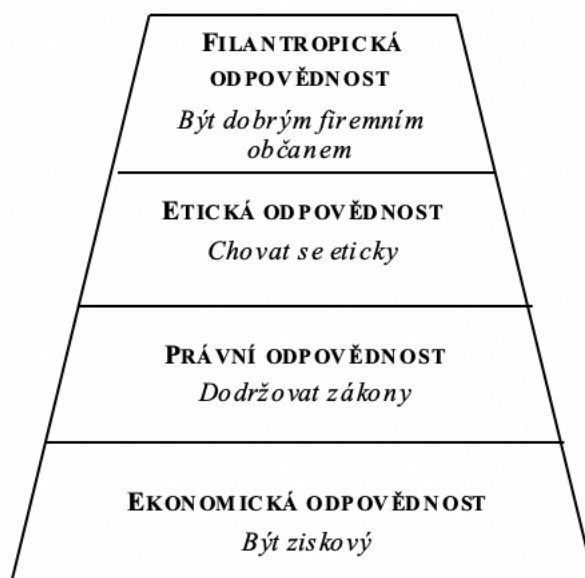 FILANTROPICKÁ
ODPOVĚDNOST
Být dobrým firemním
občanem
ETICKÁ ODPOVĚDNOST
Chovat se eticky
PRÁVNÍ ODPOVĚDNOST
Dodržovat zákony
EKONOMICKÁ ODPOVĚDNOST
Být ziskový